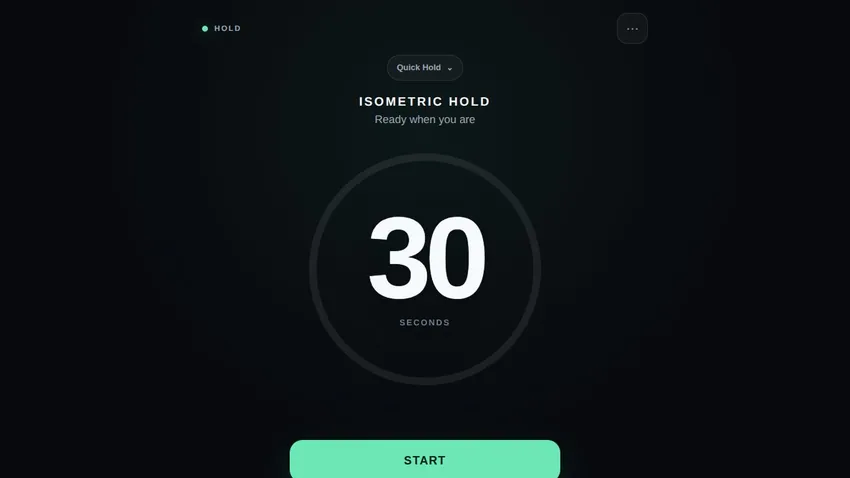 HOLD
...
Quick Hold
ISOMETRIC HOLD
Ready when you are
30
SECONDS
START